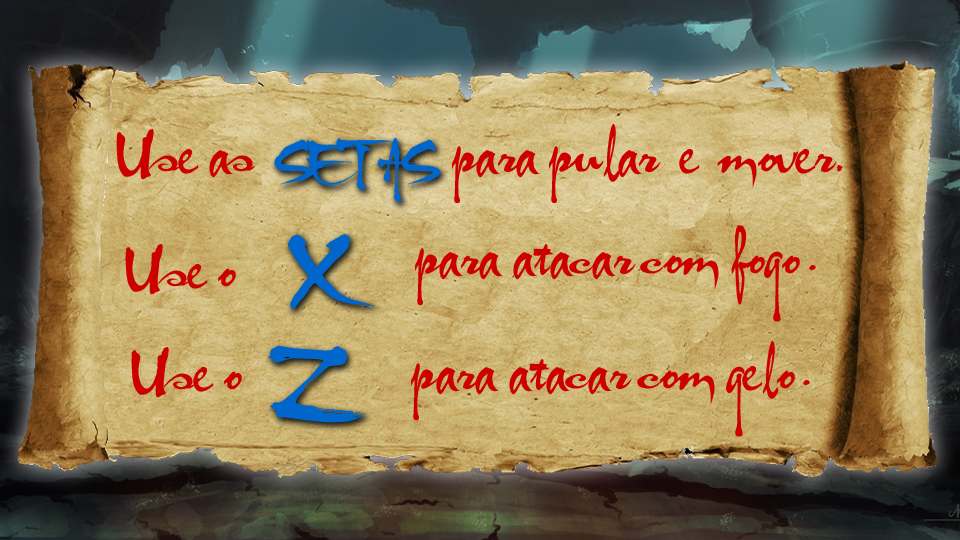 Use as SETAS para pular e mover.
Use o X para atacar com fogo.
Use o Z para atacar com gelo.